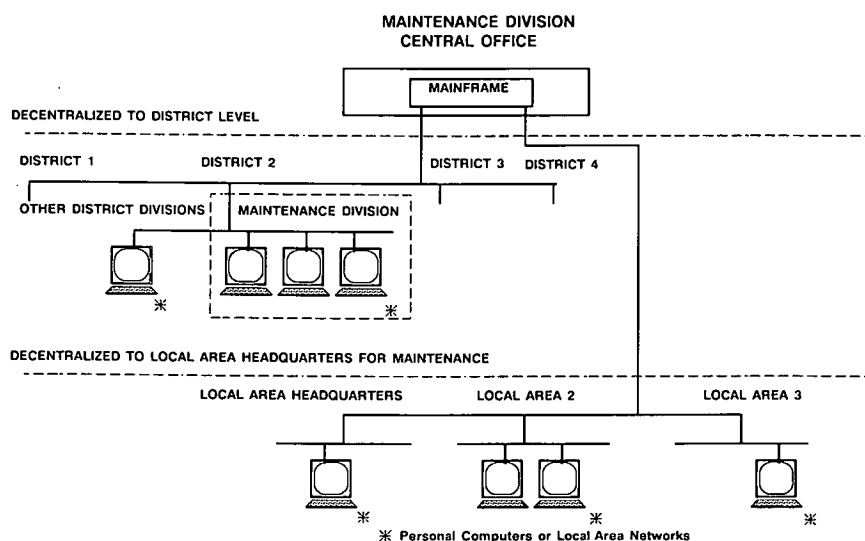 MAINTENANCE DIVISION
CENTRAL OFFICE
MAINFRAME
DECENTRALIZED TO DISTRICT LEVEL
DISTRICT 1
DISTRICT 2
DISTRICT 3
DISTRICT 4
OTHER DISTRICT DIVISIONS
MAINTENANCE DIVISION
DECENTRALIZED TO LOCAL AREA HEADQUARTERS FOR MAINTENANCE
LOCAL AREA HEADQUARTERS
LOCAL AREA 2
LOCAL AREA 3
Personal Computers or Local Area Networks